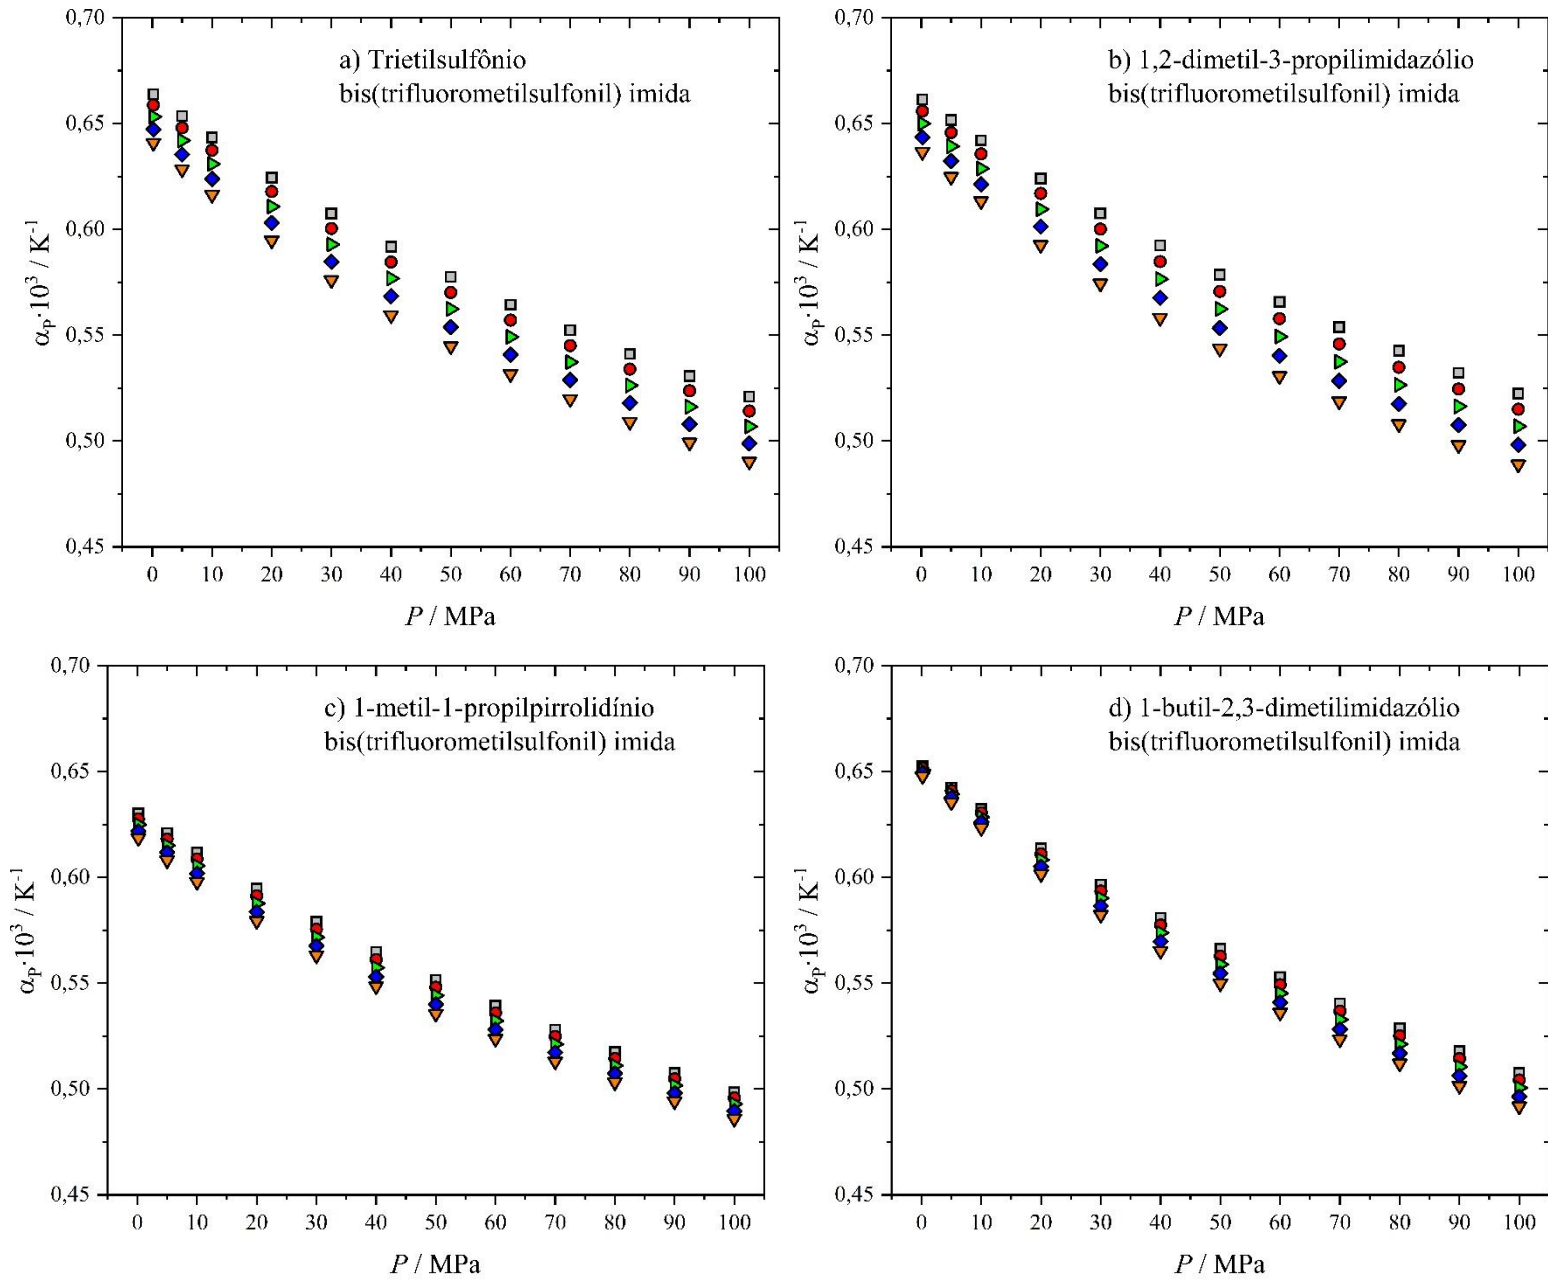 a) Trietilsulfônio
bis(trifluorometilsulfonil) imida
0,70
0,65
0,60
0,55
0,50
0,45
αp·10³ / K⁻¹
0 10 20 30 40 50 60 70 80 90 100
P / MPa
b) 1,2-dimetil-3-propilimidazólio
bis(trifluorometilsulfonil) imida
0,70
0,65
0,60
0,55
0,50
0,45
αp·10³ / K⁻¹
0 10 20 30 40 50 60 70 80 90 100
P / MPa
c) 1-metil-1-propilpirrolidínio
bis(trifluorometilsulfonil) imida
0,70
0,65
0,60
0,55
0,50
0,45
αp·10³ / K⁻¹
0 10 20 30 40 50 60 70 80 90 100
P / MPa
d) 1-butil-2,3-dimetilimidazólio
bis(trifluorometilsulfonil) imida
0,70
0,65
0,60
0,55
0,50
0,45
αp·10³ / K⁻¹
0 10 20 30 40 50 60 70 80 90 100
P / MPa